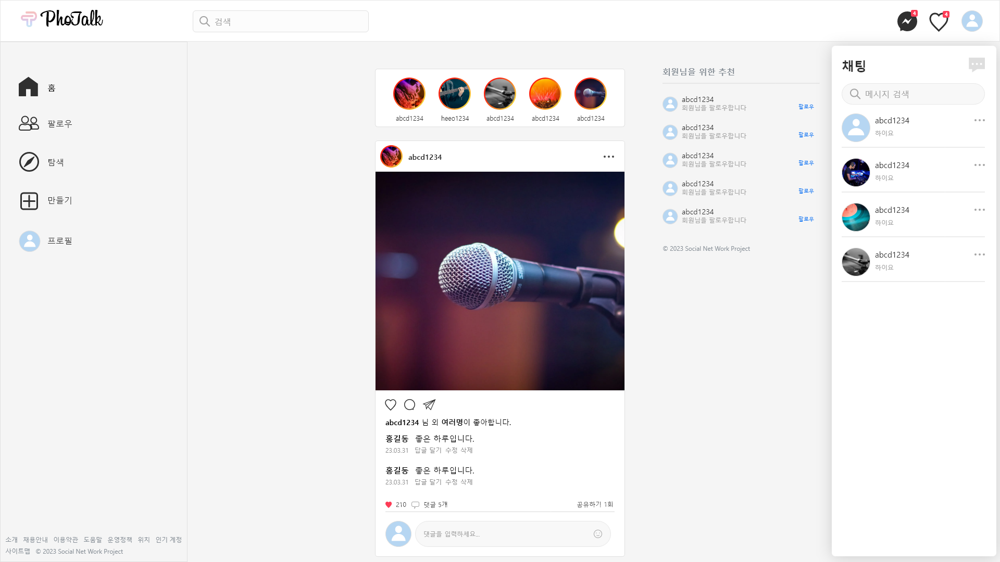 PhoTalk
검색
4
4
홈
팔로우
탐색
만들기
프로필
소개 채용안내 이용약관 도움말 운영정책 위치 인기 계정
사이트맵 © 2023 Social Net Work Project
abcd1234
heeo1234
abcd1234
abcd1234
abcd1234
abcd1234
abcd1234 님 외 여러명이 좋아합니다.
홍길동 좋은 하루입니다.
23.03.31 답글 달기 수정 삭제
홍길동 좋은 하루입니다.
23.03.31 답글 달기 수정 삭제
210 댓글 5개 공유하기 1회
댓글을 입력하세요...
회원님을 위한 추천
abcd1234
회원님을 팔로우합니다 팔로우
abcd1234
회원님을 팔로우합니다 팔로우
abcd1234
회원님을 팔로우합니다 팔로우
abcd1234
회원님을 팔로우합니다 팔로우
abcd1234
회원님을 팔로우합니다 팔로우
© 2023 Social Net Work Project
채팅
메시지 검색
abcd1234
하이요
abcd1234
하이요
abcd1234
하이요
abcd1234
하이요